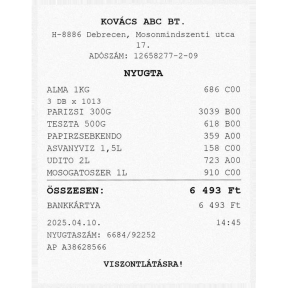 KOVÁCS ABC BT.
H-8886 Debrecen, Mosonmindszenti utca
17.
ADÓSZÁM: 12658277-2-09
NYUGTA
ALMA 1KG 686 C00
3 DB x 1013
PARIZSI 300G 3039 B00
TESZTA 500G 618 B00
PAPIRZSEBKENDO 359 A00
ASVANYVIZ 1,5L 158 C00
UDITO 2L 723 A00
MOSOGATOSZER 1L 910 C00
ÖSSZESEN: 6 493 Ft
BANKKÁRTYA 6 493 Ft
2025.04.10. 14:45
NYUGTASZÁM: 6684/92252
AP A38628566
VISZONTLÁTÁSRA!